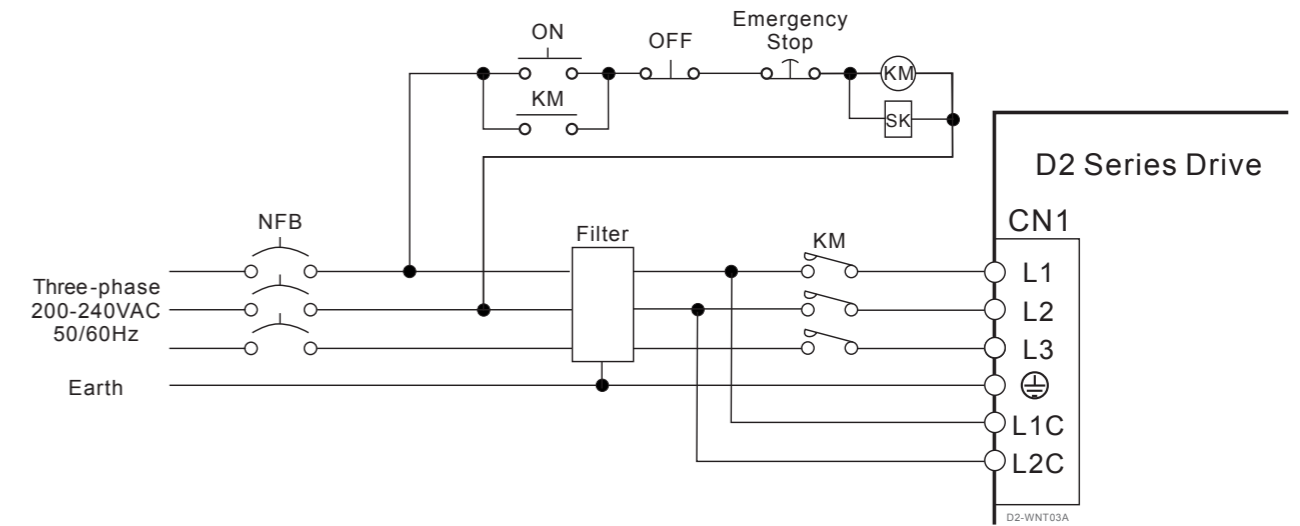 Emergency
Stop
ON
OFF
KM
KM
SK
D2 Series Drive
CN1
NFB
Filter
KM
Three-phase
200-240VAC
50/60Hz
Earth
L1
L2
L3
L1C
L2C
D2-WNT03A